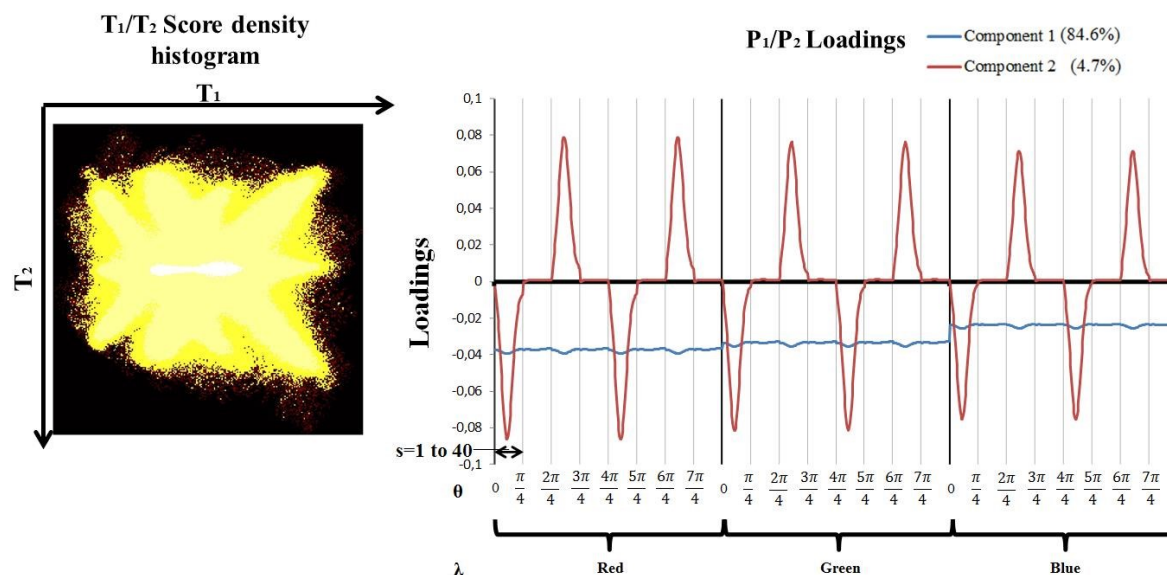 T₁/T₂ Score density
histogram
T₁
T₂
P₁/P₂ Loadings
Component 1 (84.6%)
Component 2 (4.7%)
Loadings
0,1
0,08
0,06
0,04
0,02
0
-0,02
-0,04
-0,06
-0,08
-0,1
s=1 to 40
θ
0 π/4 2π/4 3π/4 4π/4 5π/4 6π/4 7π/4 0 π/4 2π/4 3π/4 4π/4 5π/4 6π/4 7π/4 0 π/4 2π/4 3π/4 4π/4 5π/4 6π/4 7π/4
λ Red Green Blue